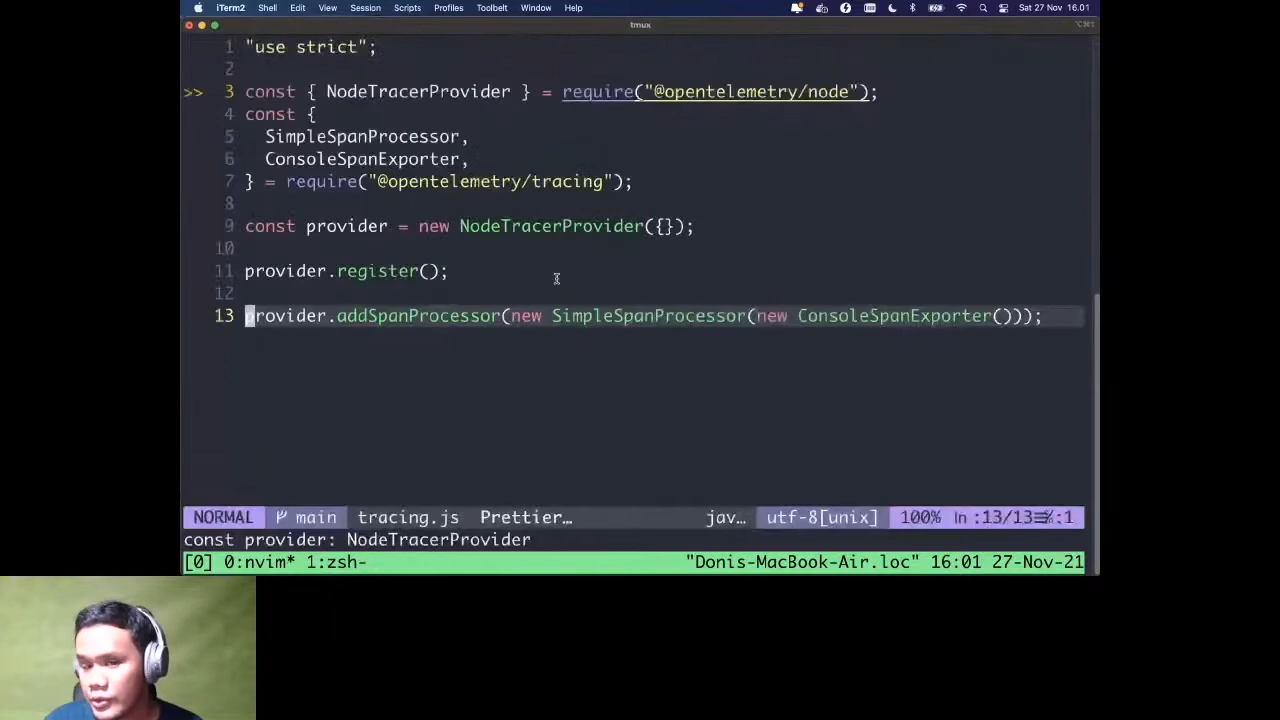 iTerm2 Shell Edit View Session Scripts Profiles Toolbelt Window Help Sat 27 Nov 16.01
tmux
1 "use strict";
2
>> 3 const { NodeTracerProvider } = require("@opentelemetry/node");
4 const {
5 SimpleSpanProcessor,
6 ConsoleSpanExporter,
7 } = require("@opentelemetry/tracing");
8
9 const provider = new NodeTracerProvider({});
10
11 provider.register();
12
13 provider.addSpanProcessor(new SimpleSpanProcessor(new ConsoleSpanExporter()));
NORMAL main tracing.js Prettier… jav… utf-8[unix] 100% ln :13/13 :1
const provider: NodeTracerProvider
[0] 0:nvim* 1:zsh- "Donis-MacBook-Air.loc" 16:01 27-Nov-21